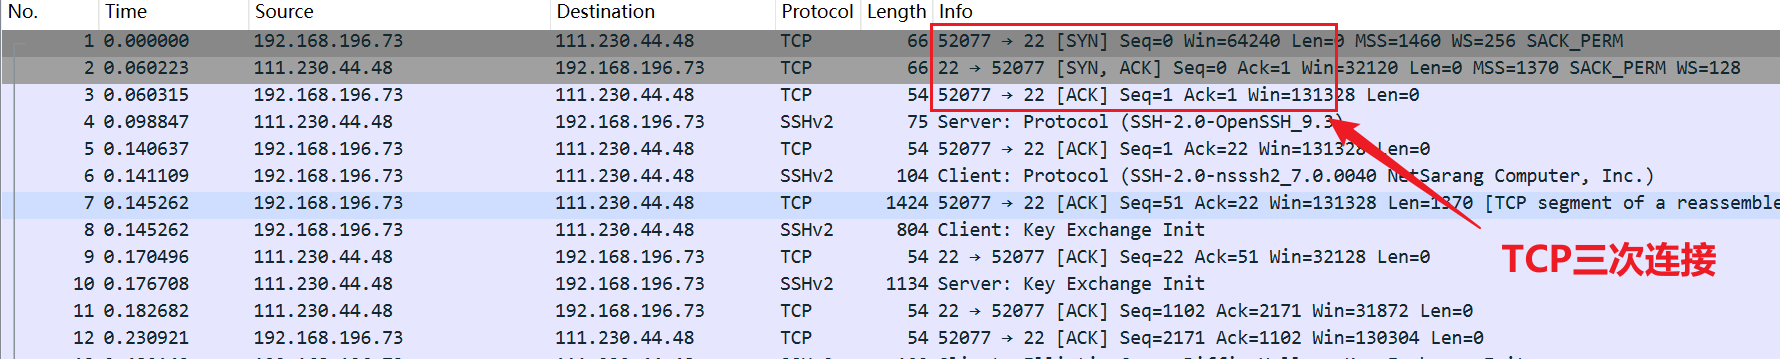 No. Time Source Destination Protocol Length Info
1 0.000000 192.168.196.73 111.230.44.48 TCP 66 52077 → 22 [SYN] Seq=0 Win=64240 Len=0 MSS=1460 WS=256 SACK_PERM
2 0.060223 111.230.44.48 192.168.196.73 TCP 66 22 → 52077 [SYN, ACK] Seq=0 Ack=1 Win=32120 Len=0 MSS=1370 SACK_PERM WS=128
3 0.060315 192.168.196.73 111.230.44.48 TCP 54 52077 → 22 [ACK] Seq=1 Ack=1 Win=131328 Len=0
4 0.098847 111.230.44.48 192.168.196.73 SSHv2 75 Server: Protocol (SSH-2.0-OpenSSH_9.3)
5 0.140637 192.168.196.73 111.230.44.48 TCP 54 52077 → 22 [ACK] Seq=1 Ack=22 Win=131328 Len=0
6 0.141109 192.168.196.73 111.230.44.48 SSHv2 104 Client: Protocol (SSH-2.0-nsssh2_7.0.0040 NetSarang Computer, Inc.)
7 0.145262 192.168.196.73 111.230.44.48 TCP 1424 52077 → 22 [ACK] Seq=51 Ack=22 Win=131328 Len=1370 [TCP segment of a reassemble
8 0.145262 192.168.196.73 111.230.44.48 SSHv2 804 Client: Key Exchange Init
9 0.170496 111.230.44.48 192.168.196.73 TCP 54 22 → 52077 [ACK] Seq=22 Ack=51 Win=32128 Len=0
TCP三次连接
10 0.176708 111.230.44.48 192.168.196.73 SSHv2 1134 Server: Key Exchange Init
11 0.182682 111.230.44.48 192.168.196.73 TCP 54 22 → 52077 [ACK] Seq=1102 Ack=2171 Win=31872 Len=0
12 0.230921 192.168.196.73 111.230.44.48 TCP 54 52077 → 22 [ACK] Seq=2171 Ack=1102 Win=130304 Len=0